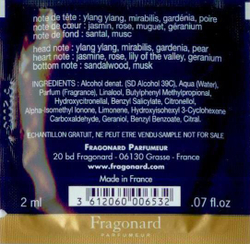 note de tête : ylang ylang, mirabilis, gardénia, poire
note de cœur : jasmin, rose, muguet, géranium
note de fond : santal, musc
head note : ylang ylang, mirabilis, gardenia, pear
heart note : jasmine, rose, lily of the valley, geranium
bottom note : sandalwood, musk
INGREDIENTS : Alcohol denat. (SD Alcohol 39C), Aqua (Water),
Parfum (Fragrance), Linalool, Butylphenyl Methylpropional,
Hydroxycitronellal, Benzyl Salicylate, Citronellol,
Alpha-Isomethyl Ionone, Limonene, Hydroxyisohexyl 3-Cyclohexene
Carboxaldehyde, Geraniol, Benzyl Benzoate, Citral.
ÉCHANTILLON GRATUIT, NE PEUT ÊTRE VENDU-SAMPLE NOT FOR SALE
FRAGONARD PARFUMEUR
20 bd Fragonard - 06130 Grasse - France
www.fragonard.com
Made in France
2 ml
3 612060 006532
.07 fl.oz
Fragonard
PARFUMEUR